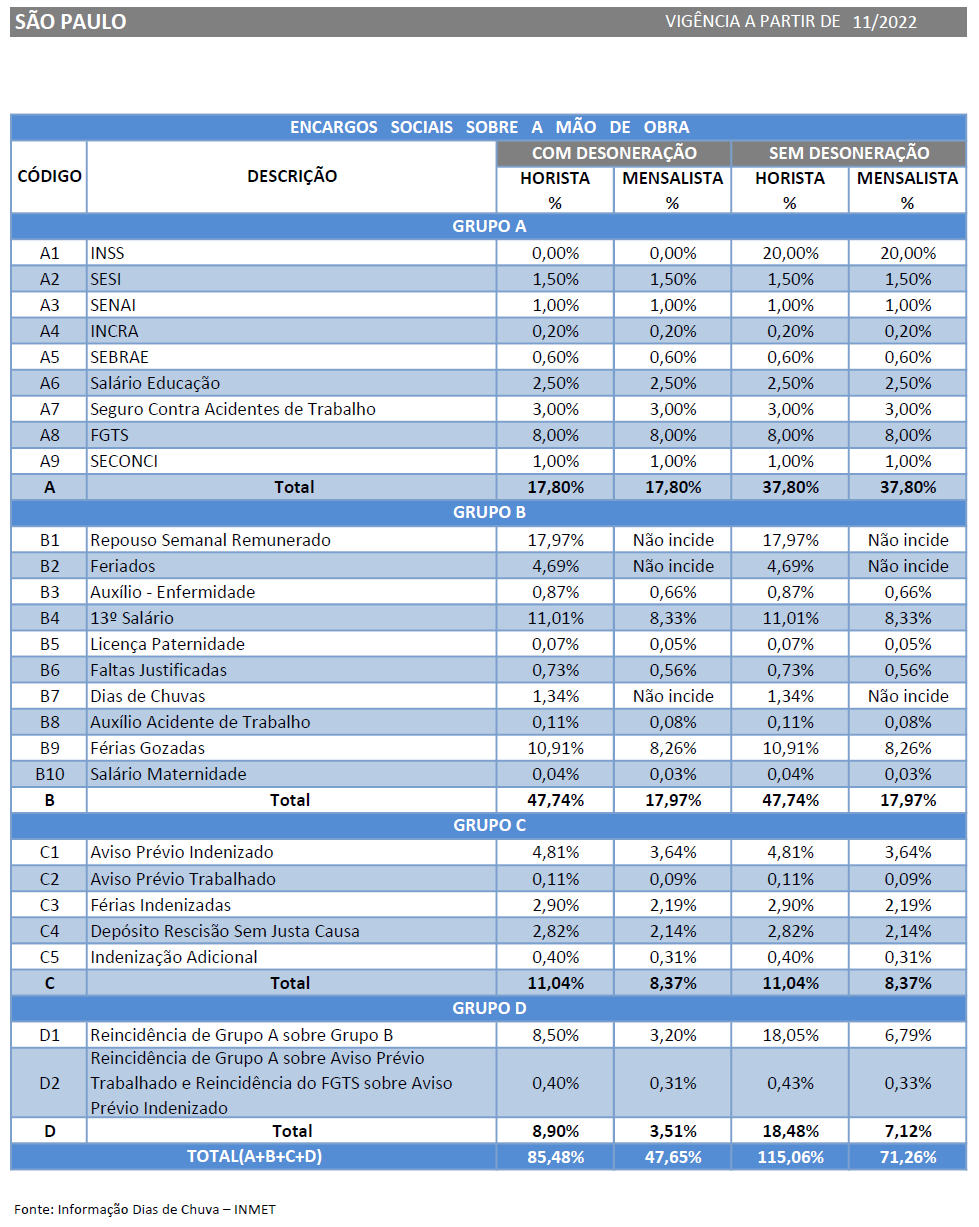 SÃO PAULO VIGÊNCIA A PARTIR DE 11/2022
ENCARGOS SOCIAIS SOBRE A MÃO DE OBRA
CÓDIGO DESCRIÇÃO COM DESONERAÇÃO SEM DESONERAÇÃO
HORISTA % MENSALISTA % HORISTA % MENSALISTA %
GRUPO A
A1 INSS 0,00% 0,00% 20,00% 20,00%
A2 SESI 1,50% 1,50% 1,50% 1,50%
A3 SENAI 1,00% 1,00% 1,00% 1,00%
A4 INCRA 0,20% 0,20% 0,20% 0,20%
A5 SEBRAE 0,60% 0,60% 0,60% 0,60%
A6 Salário Educação 2,50% 2,50% 2,50% 2,50%
A7 Seguro Contra Acidentes de Trabalho 3,00% 3,00% 3,00% 3,00%
A8 FGTS 8,00% 8,00% 8,00% 8,00%
A9 SECONCI 1,00% 1,00% 1,00% 1,00%
A Total 17,80% 17,80% 37,80% 37,80%
GRUPO B
B1 Repouso Semanal Remunerado 17,97% Não incide 17,97% Não incide
B2 Feriados 4,69% Não incide 4,69% Não incide
B3 Auxílio - Enfermidade 0,87% 0,66% 0,87% 0,66%
B4 13º Salário 11,01% 8,33% 11,01% 8,33%
B5 Licença Paternidade 0,07% 0,05% 0,07% 0,05%
B6 Faltas Justificadas 0,73% 0,56% 0,73% 0,56%
B7 Dias de Chuvas 1,34% Não incide 1,34% Não incide
B8 Auxílio Acidente de Trabalho 0,11% 0,08% 0,11% 0,08%
B9 Férias Gozadas 10,91% 8,26% 10,91% 8,26%
B10 Salário Maternidade 0,04% 0,03% 0,04% 0,03%
B Total 47,74% 17,97% 47,74% 17,97%
GRUPO C
C1 Aviso Prévio Indenizado 4,81% 3,64% 4,81% 3,64%
C2 Aviso Prévio Trabalhado 0,11% 0,09% 0,11% 0,09%
C3 Férias Indenizadas 2,90% 2,19% 2,90% 2,19%
C4 Depósito Rescisão Sem Justa Causa 2,82% 2,14% 2,82% 2,14%
C5 Indenização Adicional 0,40% 0,31% 0,40% 0,31%
C Total 11,04% 8,37% 11,04% 8,37%
GRUPO D
D1 Reincidência de Grupo A sobre Grupo B 8,50% 3,20% 18,05% 6,79%
Reincidência de Grupo A sobre Aviso Prévio
D2 Trabalhado e Reincidência do FGTS sobre Aviso 0,40% 0,31% 0,43% 0,33%
Prévio Indenizado
D Total 8,90% 3,51% 18,48% 7,12%
TOTAL(A+B+C+D) 85,48% 47,65% 115,06% 71,26%
Fonte: Informação Dias de Chuva – INMET